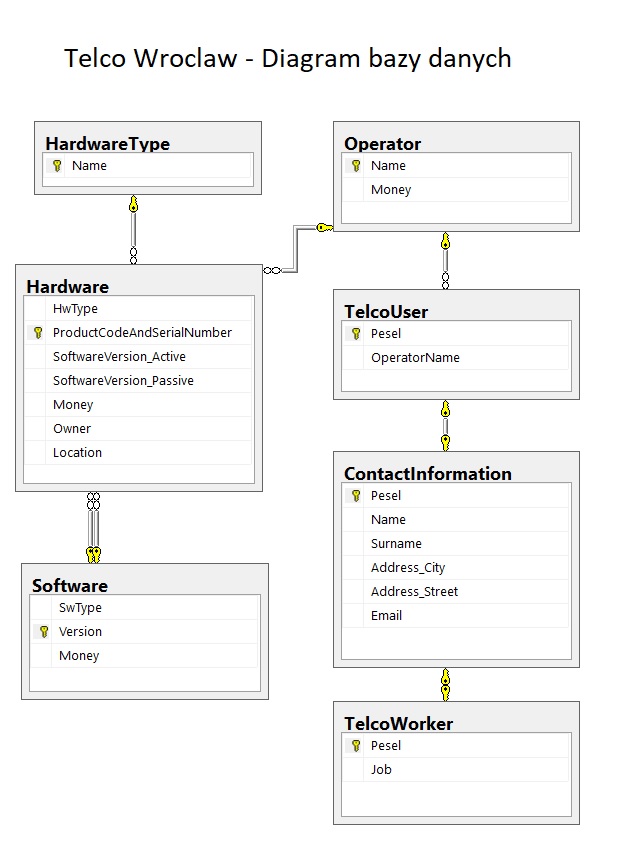 Telco Wroclaw - Diagram bazy danych
HardwareType
Name
Hardware
HwType
ProductCodeAndSerialNumber
SoftwareVersion_Active
SoftwareVersion_Passive
Money
Owner
Location
Software
SwType
Version
Money
Operator
Name
Money
TelcoUser
Pesel
OperatorName
ContactInformation
Pesel
Name
Surname
Address_City
Address_Street
Email
TelcoWorker
Pesel
Job